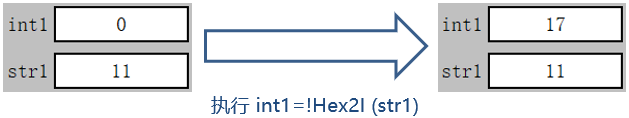 int1 0
str1 11
执行 int1=!Hex2I (str1)
int1 17
str1 11